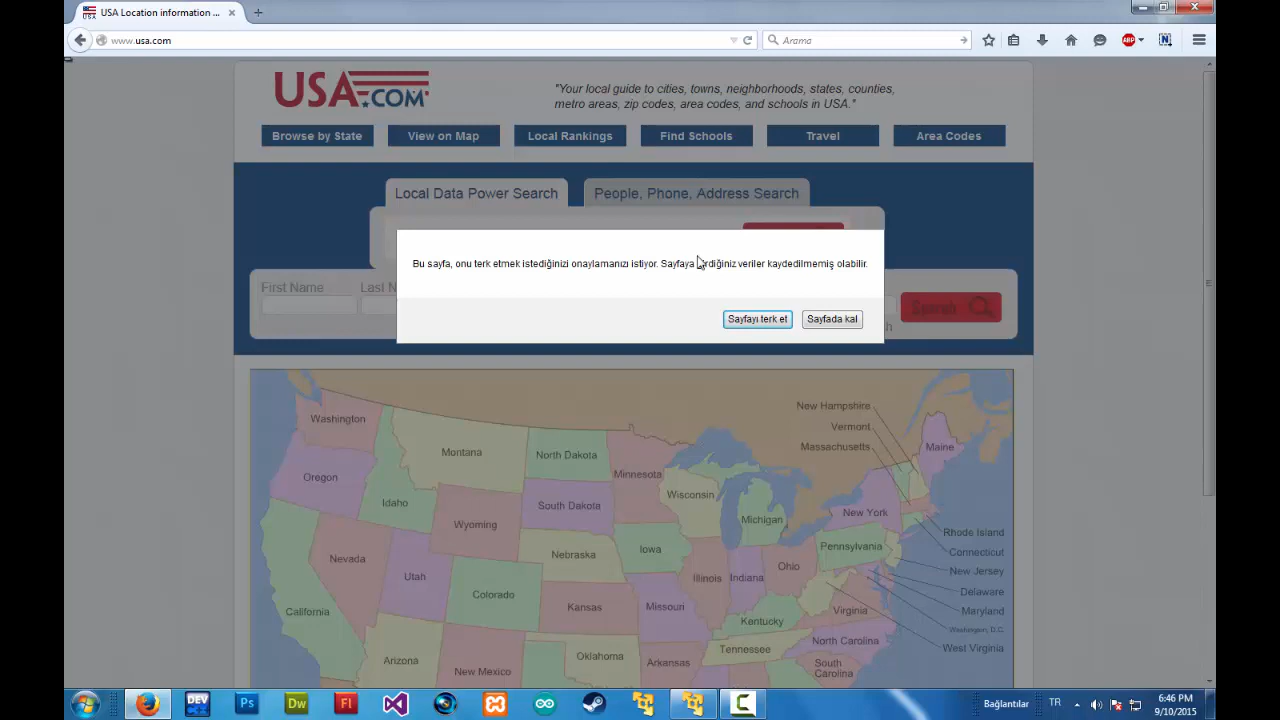 USA Location information ...
www.usa.com
Arama
ABP
N
USA.COM
"Your local guide to cities, towns, neighborhoods, states, counties,
metro areas, zip codes, area codes, and schools in USA."
Browse by State
View on Map
Local Rankings
Find Schools
Travel
Area Codes
Local Data Power Search
People, Phone, Address Search
Bu sayfa, onu terk etmek istediğinizi onaylamanızı istiyor. Sayfaya girdiğiniz veriler kaydedilmemiş olabilir.
Sayfayı terk et
Sayfada kal
First Name
Last N
Search
Washington
Montana
North Dakota
Minnesota
New Hampshire
Vermont
Massachusetts
Maine
Oregon
Idaho
South Dakota
Wisconsin
Michigan
New York
Wyoming
Rhode Island
Connecticut
Nevada
Nebraska
Iowa
Pennsylvania
New Jersey
Utah
Colorado
Illinois
Indiana
Ohio
Delaware
California
Kansas
Missouri
Virginia
Maryland
Kentucky
Washington, D.C.
West Virginia
Arizona
Oklahoma
Tennessee
North Carolina
New Mexico
Arkansas
South
Carolina
DEV
Ps
Dw
Fl
Bağlantılar
TR
6:46 PM
9/10/2015